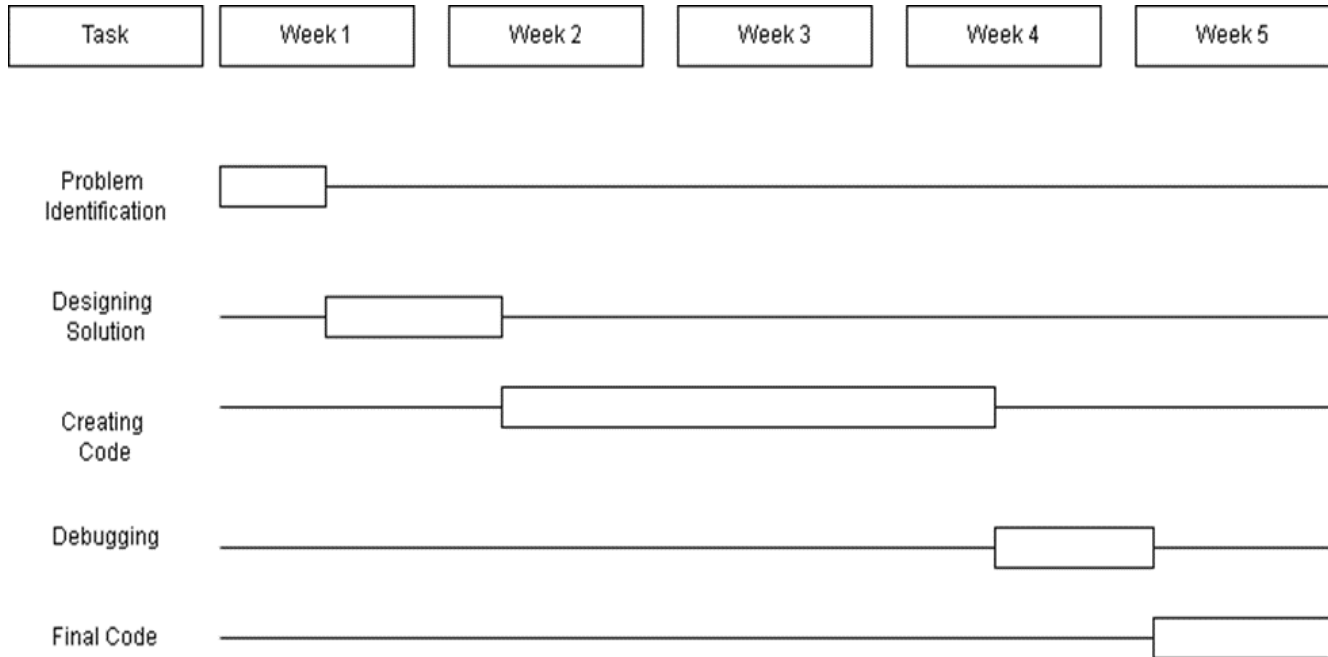 Task Week 1 Week 2 Week 3 Week 4 Week 5
Problem
Identification
Designing
Solution
Creating
Code
Debugging
Final Code